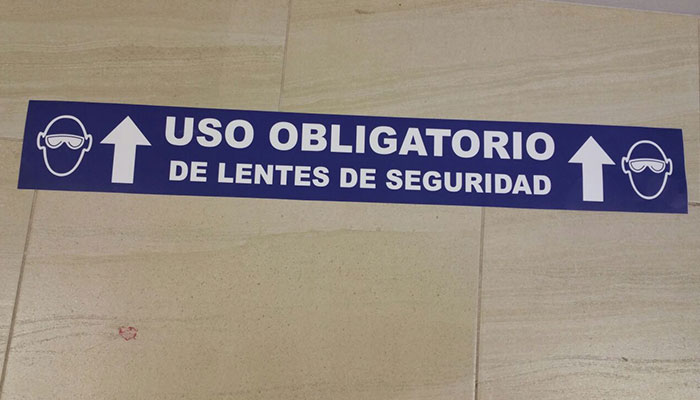 USO OBLIGATORIO
DE LENTES DE SEGURIDAD